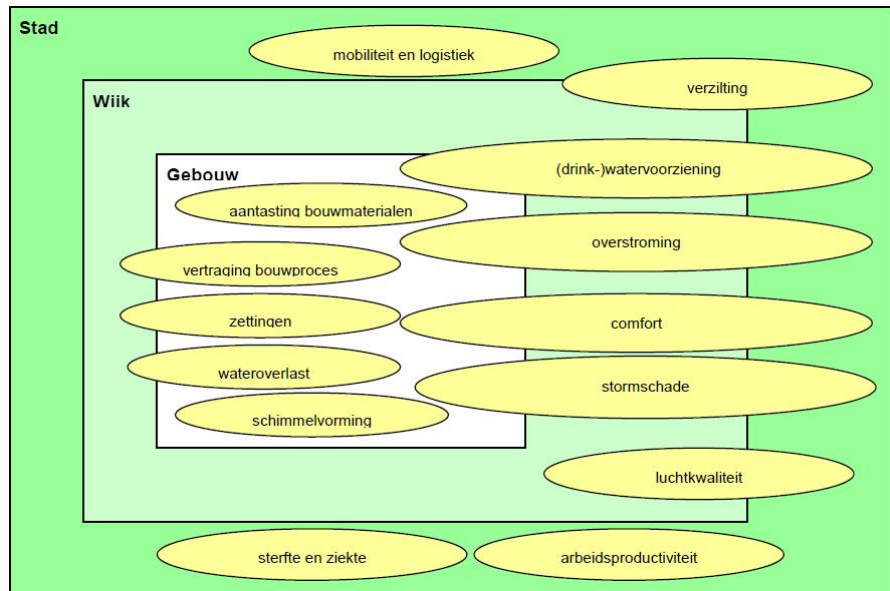 Stad
mobiliteit en logistiek
verzilting
Wijk
(drink-)watervoorziening
Gebouw
aantasting bouwmaterialen
overstroming
vertraging bouwproces
zettingen
comfort
wateroverlast
stormschade
schimmelvorming
luchtkwaliteit
sterfte en ziekte
arbeidsproductiviteit